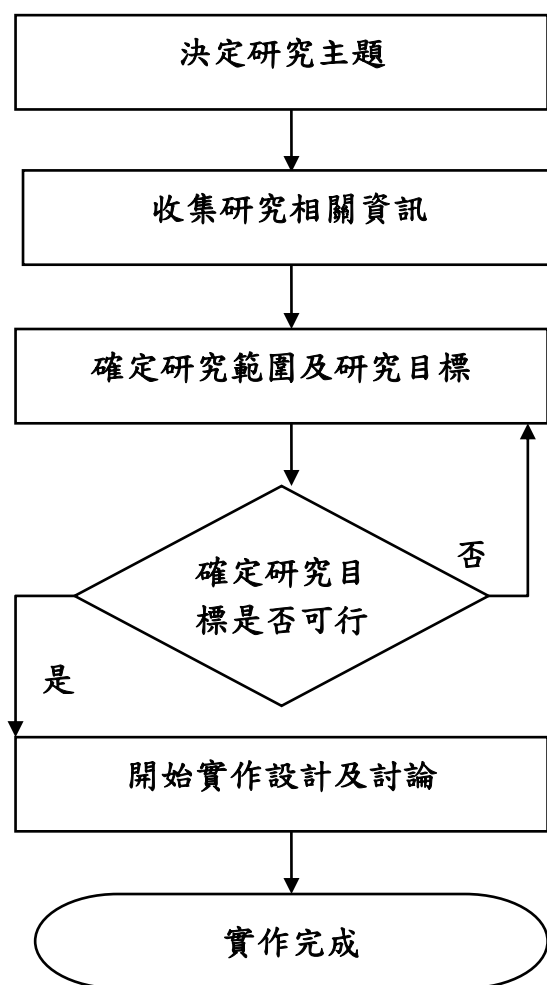 決定研究主題
收集研究相關資訊
確定研究範圍及研究目標
否
確定研究目
標是否可行
是
開始實作設計及討論
實作完成